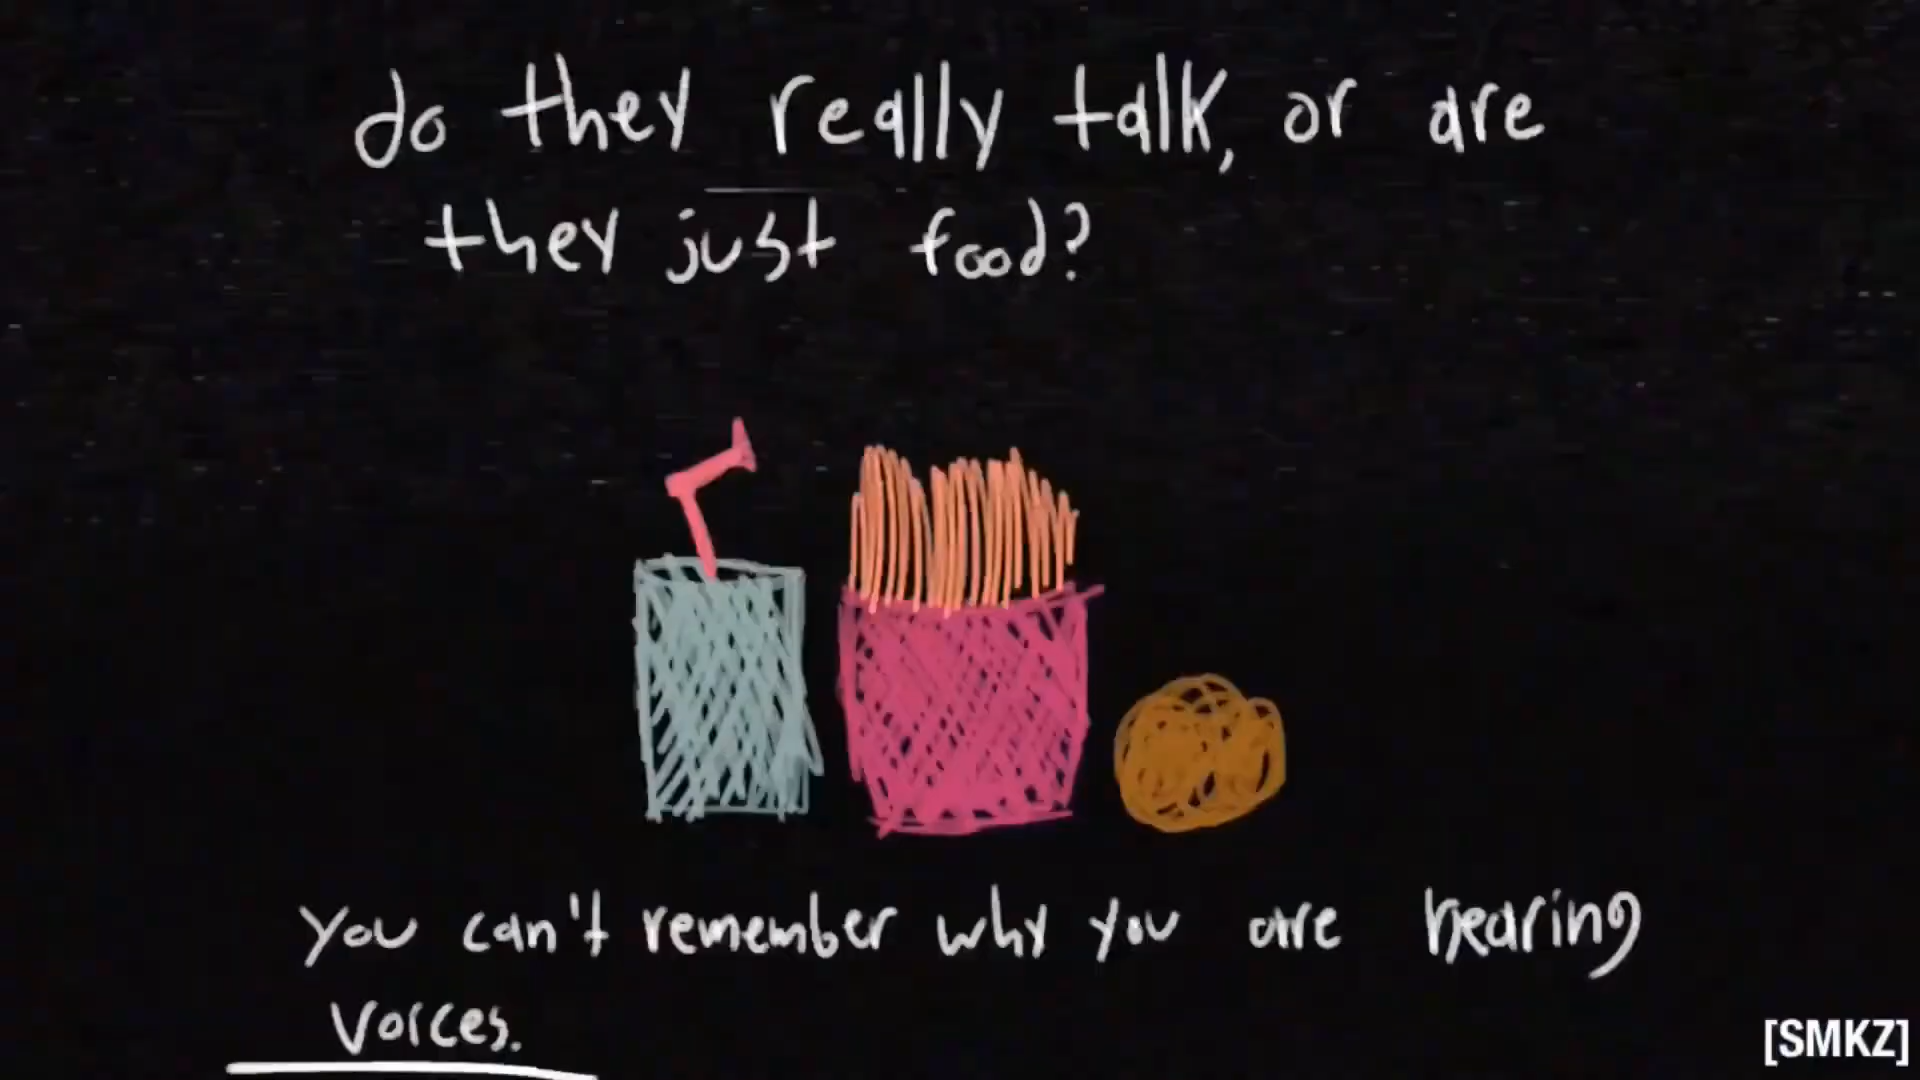 do they really talk, or are
they just food?
you can't remember why you are hearing
voices.
[SMKZ]